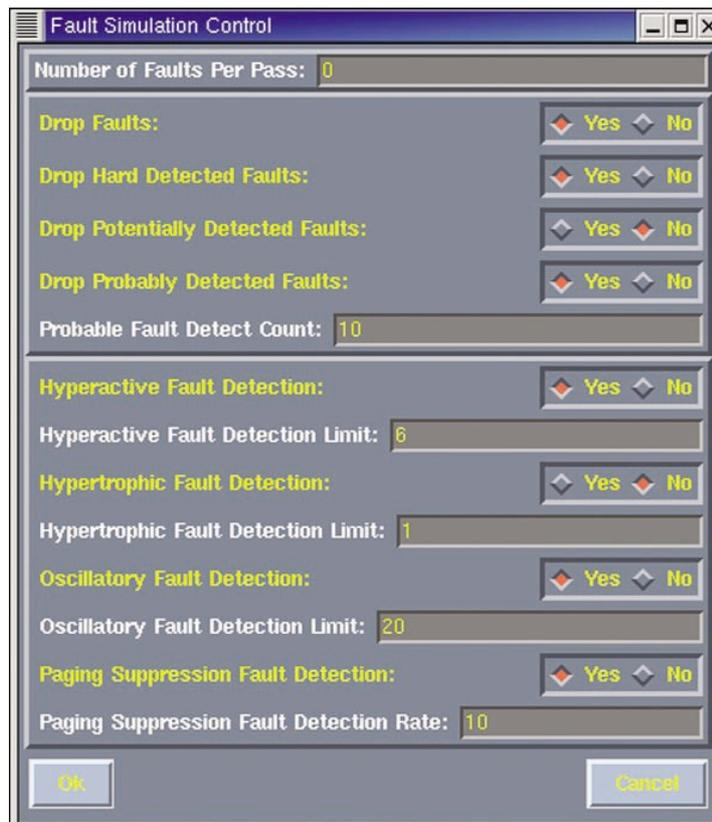 Fault Simulation Control
Number of Faults Per Pass: 0
Drop Faults: Yes No
Drop Hard Detected Faults: Yes No
Drop Potentially Detected Faults: Yes No
Drop Probably Detected Faults: Yes No
Probable Fault Detect Count: 10
Hyperactive Fault Detection: Yes No
Hyperactive Fault Detection Limit: 6
Hypertrophic Fault Detection: Yes No
Hypertrophic Fault Detection Limit: 1
Oscillatory Fault Detection: Yes No
Oscillatory Fault Detection Limit: 20
Paging Suppression Fault Detection: Yes No
Paging Suppression Fault Detection Rate: 10
Ok Cancel